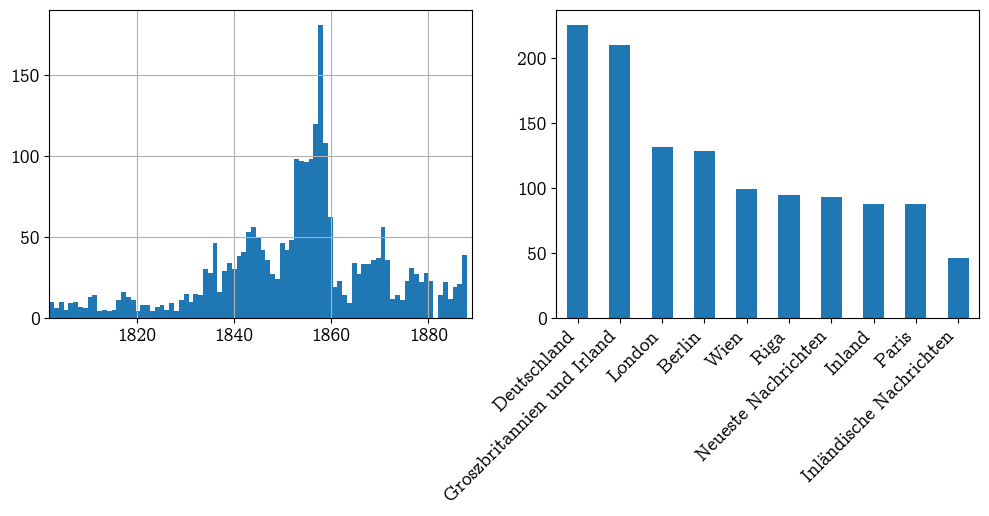 150
100
50
0
1820
1840
1860
1880
200
150
100
50
0
Deutschland
Groszbritannien und Irland
London
Berlin
Wien
Riga
Neueste Nachrichten
Inland
Paris
Inländische Nachrichten